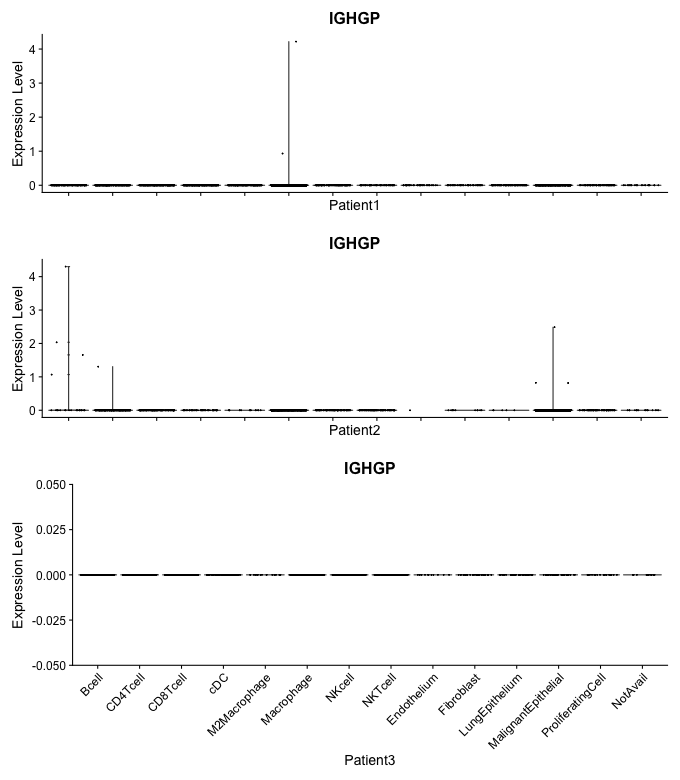 IGHGP
Expression Level
4
3
2
1
0
Patient1
IGHGP
Expression Level
4
3
2
1
0
Patient2
IGHGP
Expression Level
0.050
0.025
0.000
-0.025
-0.050
Bcell
CD4Tcell
CD8Tcell
cDC
M2Macrophage
Macrophage
NKcell
NKTcell
Endothelium
Fibroblast
LungEpithelium
MalignantEpithelial
ProliferatingCell
NotAvail
Patient3